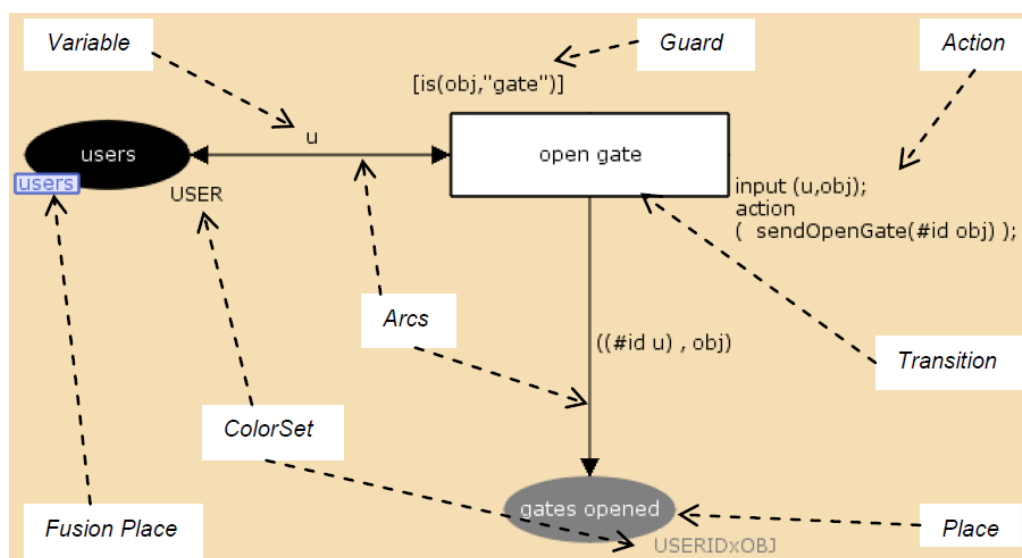 Variable
Guard
Action
[is(obj,"gate")]
u
users
open gate
users
USER
input (u,obj);
action
( sendOpenGate(#id obj) );
Arcs
((#id u) , obj)
Transition
ColorSet
gates opened
Fusion Place
Place
USERIDxOBJ